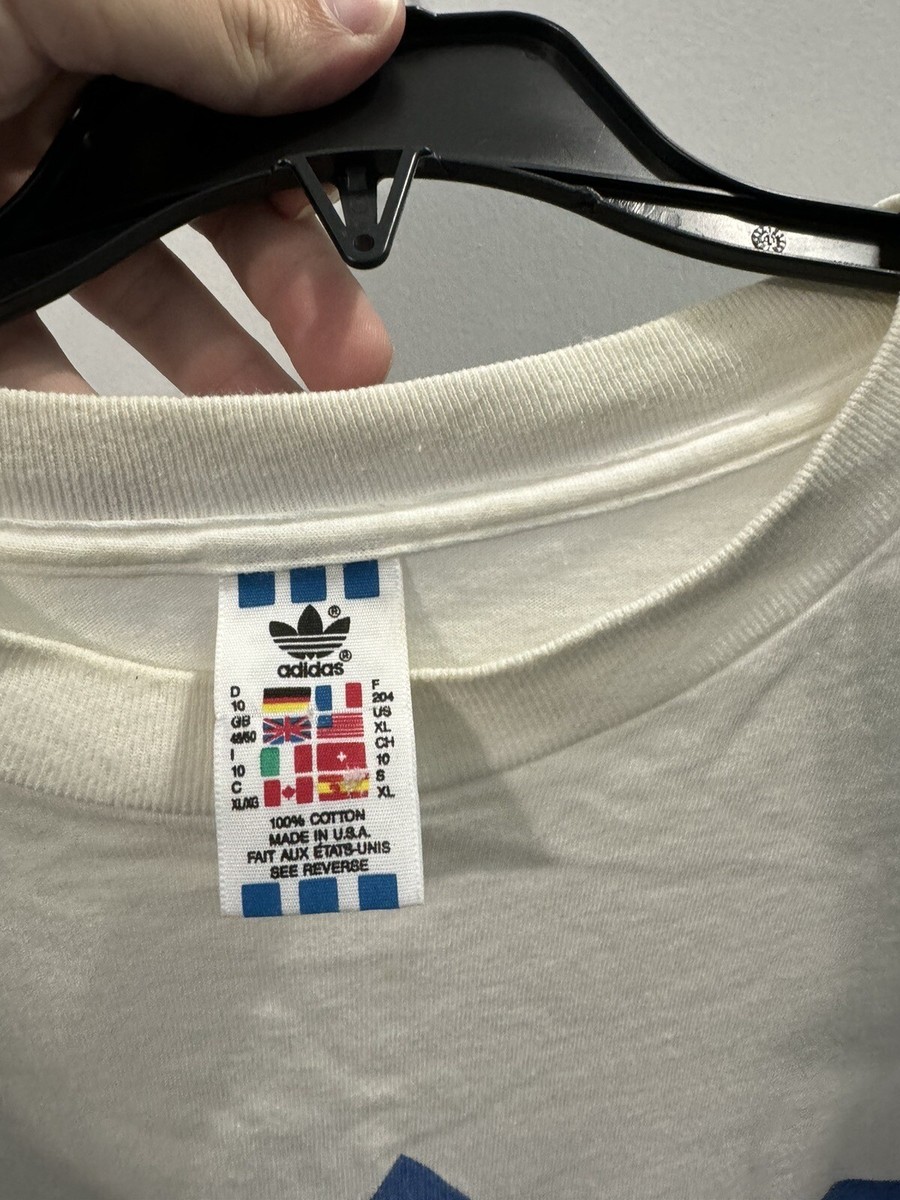 ®
adidas®
D
10
GB
48/50
I
10
C
XL/XG
F
204
US
XL
CH
10
S
XL
100% COTTON
MADE IN U.S.A.
FAIT AUX ÉTATS-UNIS
SEE REVERSE